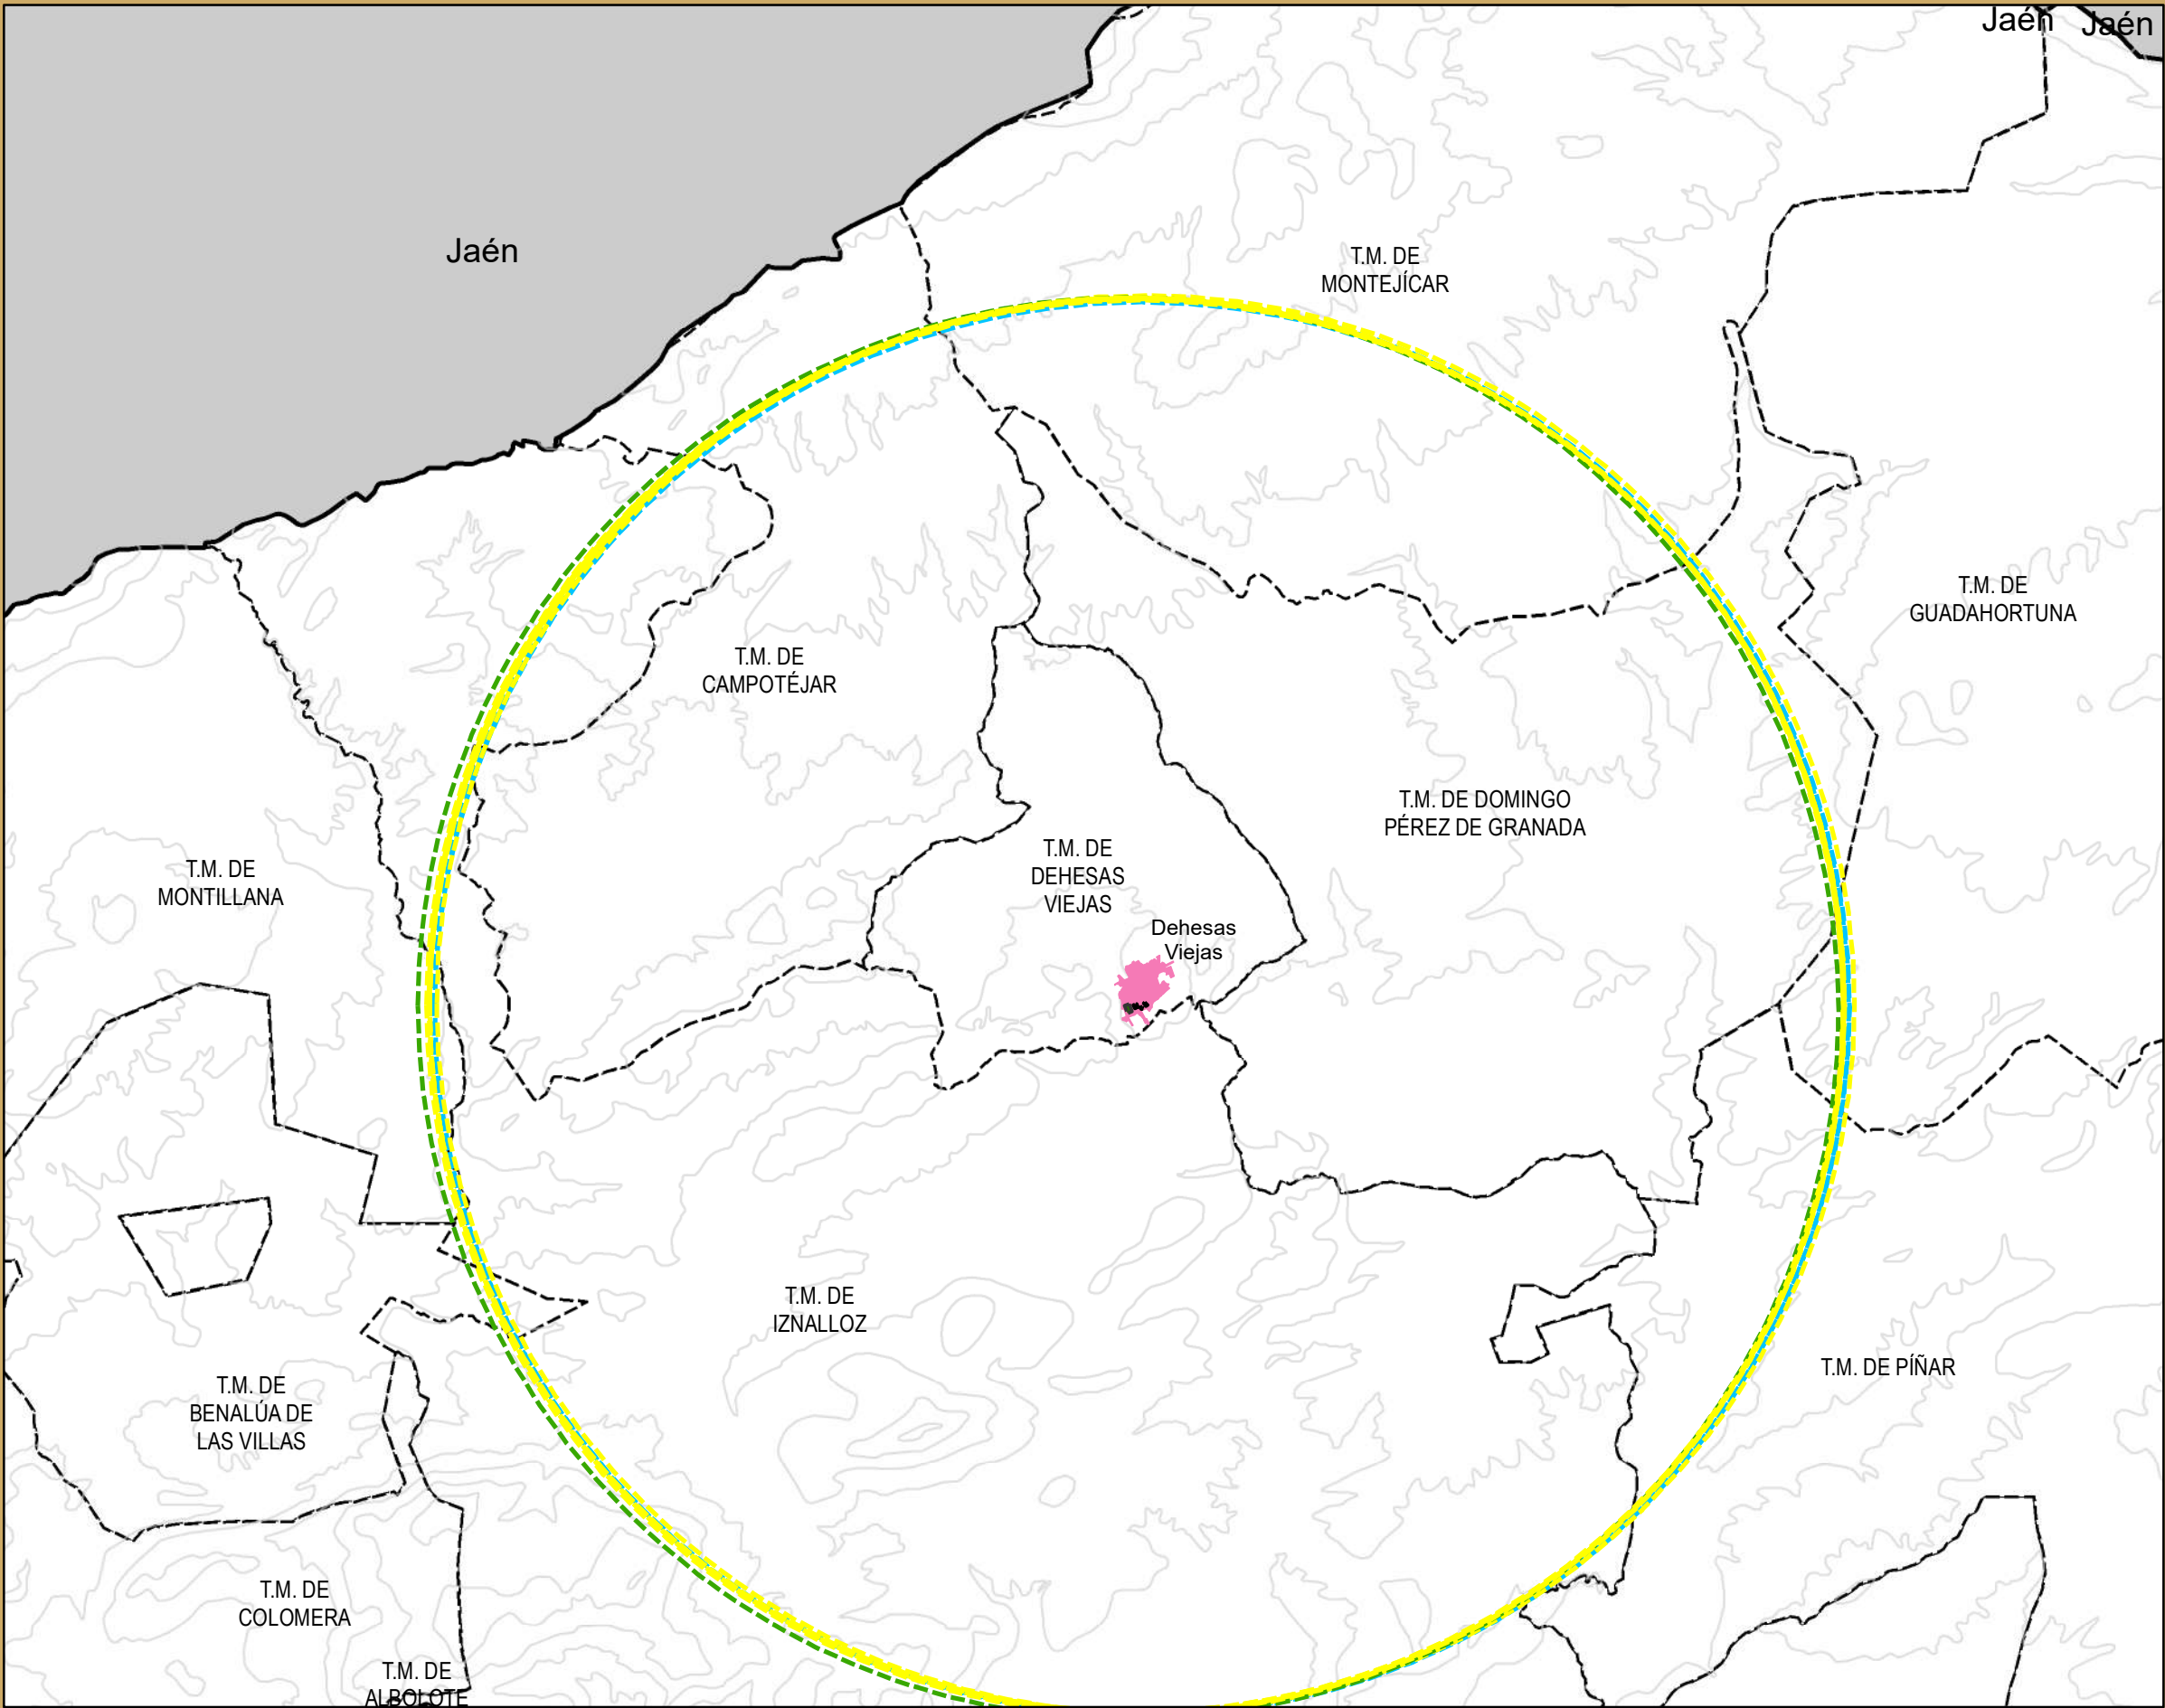 Jaén
Jaén
Jaén
T.M. DE
MONTEJÍCAR
T.M. DE
GUADAHORTUNA
T.M. DE
CAMPOTÉJAR
T.M. DE DOMINGO
PÉREZ DE GRANADA
T.M. DE
DEHESAS
VIEJAS
T.M. DE
MONTILLANA
Dehesas
Viejas
T.M. DE
IZNALLOZ
T.M. DE PÍÑAR
T.M. DE
BENALÚA DE
LAS VILLAS
T.M. DE
COLOMERA
T.M. DE
ALBOLOTE